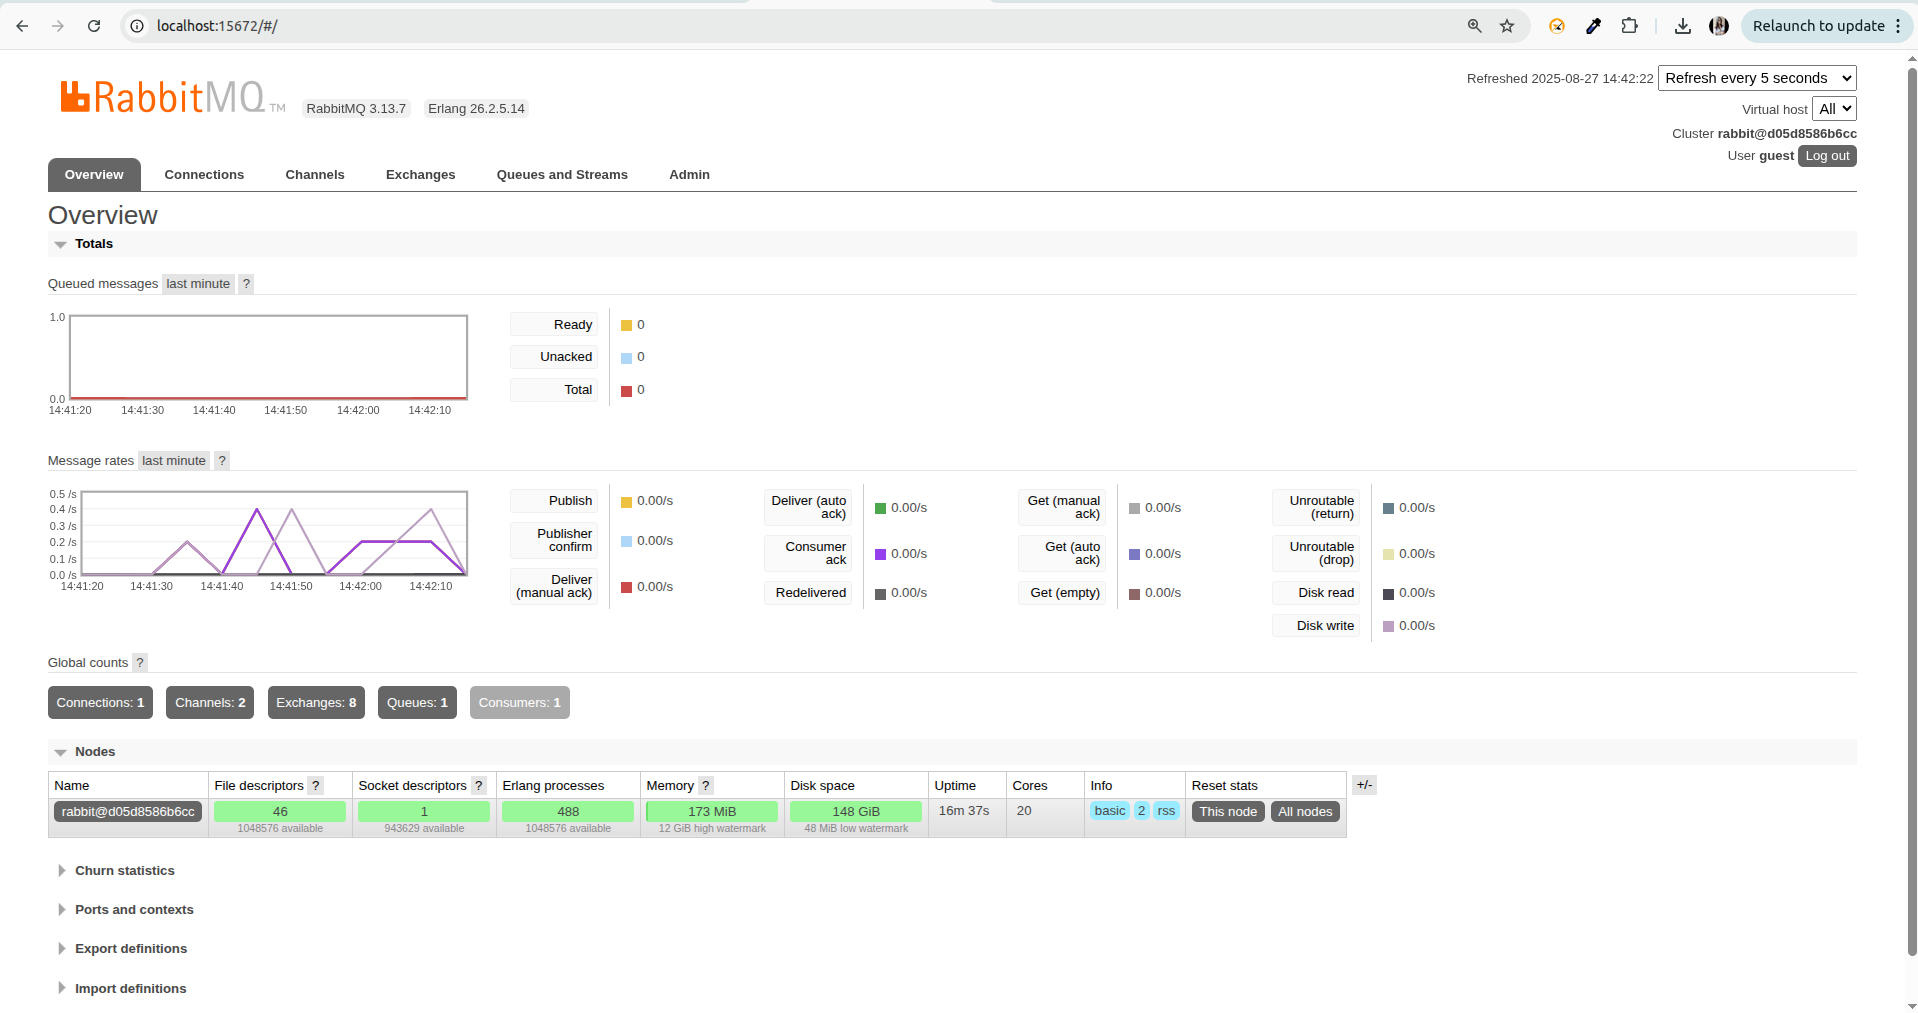 localhost:15672/#/
Relaunch to update
RabbitMQ TM
RabbitMQ 3.13.7 Erlang 26.2.5.14
Refreshed 2025-08-27 14:42:22 Refresh every 5 seconds
Virtual host All
Cluster rabbit@d05d8586b6cc
User guest Log out
Overview Connections Channels Exchanges Queues and Streams Admin
Overview
Totals
Queued messages last minute ?
1.0
0.0
14:41:20 14:41:30 14:41:40 14:41:50 14:42:00 14:42:10
Ready 0
Unacked 0
Total 0
Message rates last minute ?
0.5 /s
0.4 /s
0.3 /s
0.2 /s
0.1 /s
0.0 /s
14:41:20 14:41:30 14:41:40 14:41:50 14:42:00 14:42:10
Publish 0.00/s
Publisher
confirm 0.00/s
Deliver
(manual ack) 0.00/s
Deliver (auto
ack) 0.00/s
Consumer
ack 0.00/s
Redelivered 0.00/s
Get (manual
ack) 0.00/s
Get (auto
ack) 0.00/s
Get (empty) 0.00/s
Unroutable
(return) 0.00/s
Unroutable
(drop) 0.00/s
Disk read 0.00/s
Disk write 0.00/s
Global counts ?
Connections: 1 Channels: 2 Exchanges: 8 Queues: 1 Consumers: 1
Nodes
Name File descriptors ? Socket descriptors ? Erlang processes Memory ? Disk space Uptime Cores Info Reset stats +/-
rabbit@d05d8586b6cc 46 1 488 173 MiB 148 GiB 16m 37s 20 basic 2 rss This node All nodes
1048576 available 943629 available 1048576 available 12 GiB high watermark 48 MiB low watermark
Churn statistics
Ports and contexts
Export definitions
Import definitions